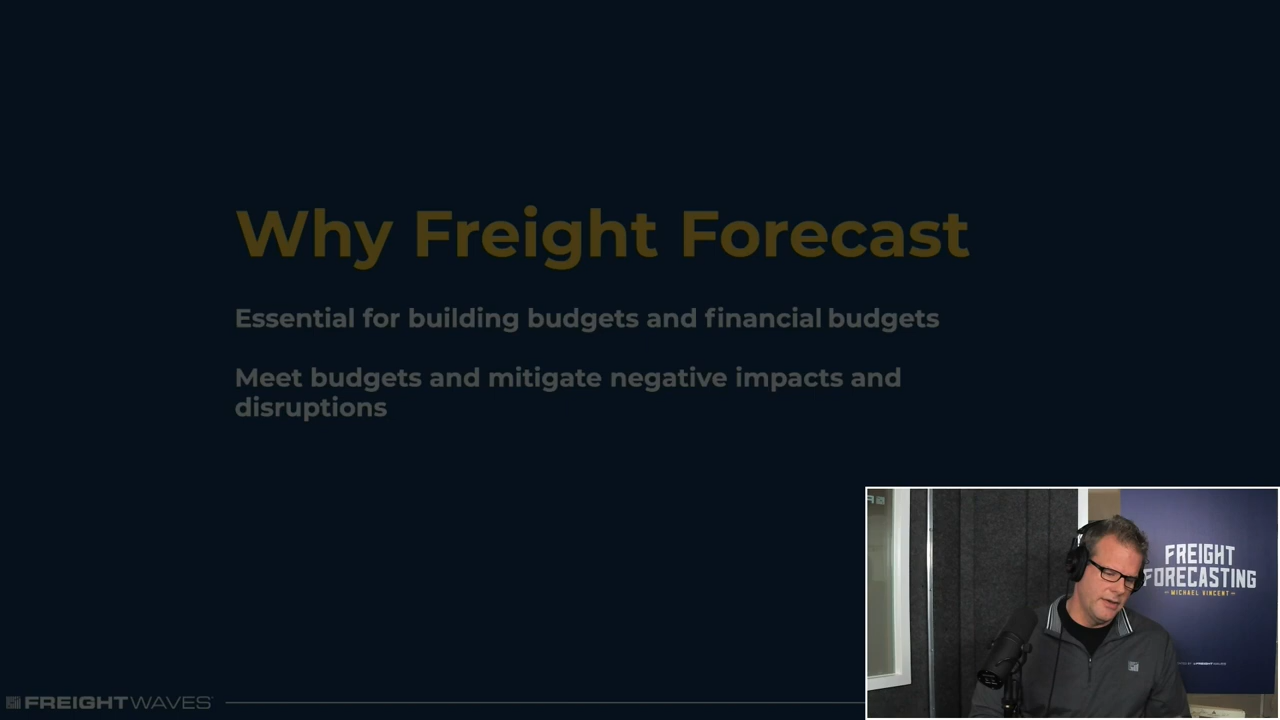 Why Freight Forecast
Essential for building budgets and financial budgets
Meet budgets and mitigate negative impacts and
disruptions
FREIGHT
FORECASTING
MICHAEL VINCENT
FREIGHTWAVES